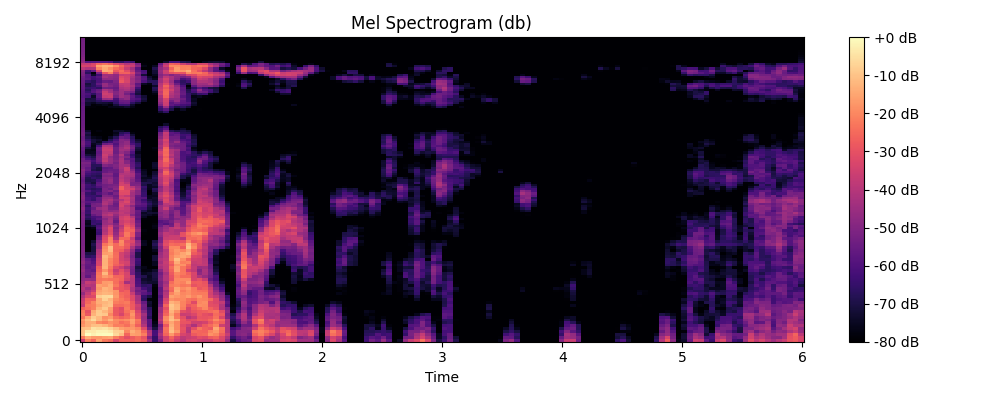 Mel Spectrogram (db)
Hz
8192
4096
2048
1024
512
0
0 1 2 3 4 5 6
Time
+0 dB
-10 dB
-20 dB
-30 dB
-40 dB
-50 dB
-60 dB
-70 dB
-80 dB